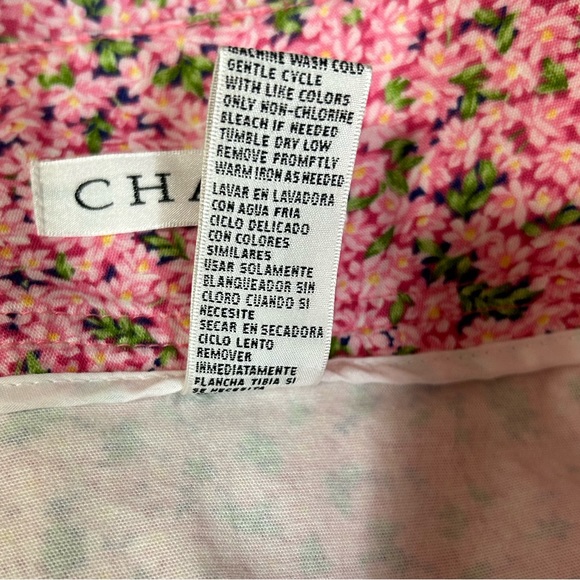 MACHINE WASH COLD
GENTLE CYCLE
WITH LIKE COLORS
ONLY NON-CHLORINE
BLEACH IF NEEDED
TUMBLE DRY LOW
REMOVE PROMPTLY
WARM IRON AS NEEDED
LAVAR EN LAVADORA
CON AGUA FRIA
CICLO DELICADO
CON COLORES
SIMILARES
USAR SOLAMENTE
BLANQUEADOR SIN
CLORO CUANDO SI
NECESITE
SECAR EN SECADORA
CICLO LENTO
REMOVER
INMEDIATAMENTE
PLANCHA TIBIA SI
SE NECESITA
CHA